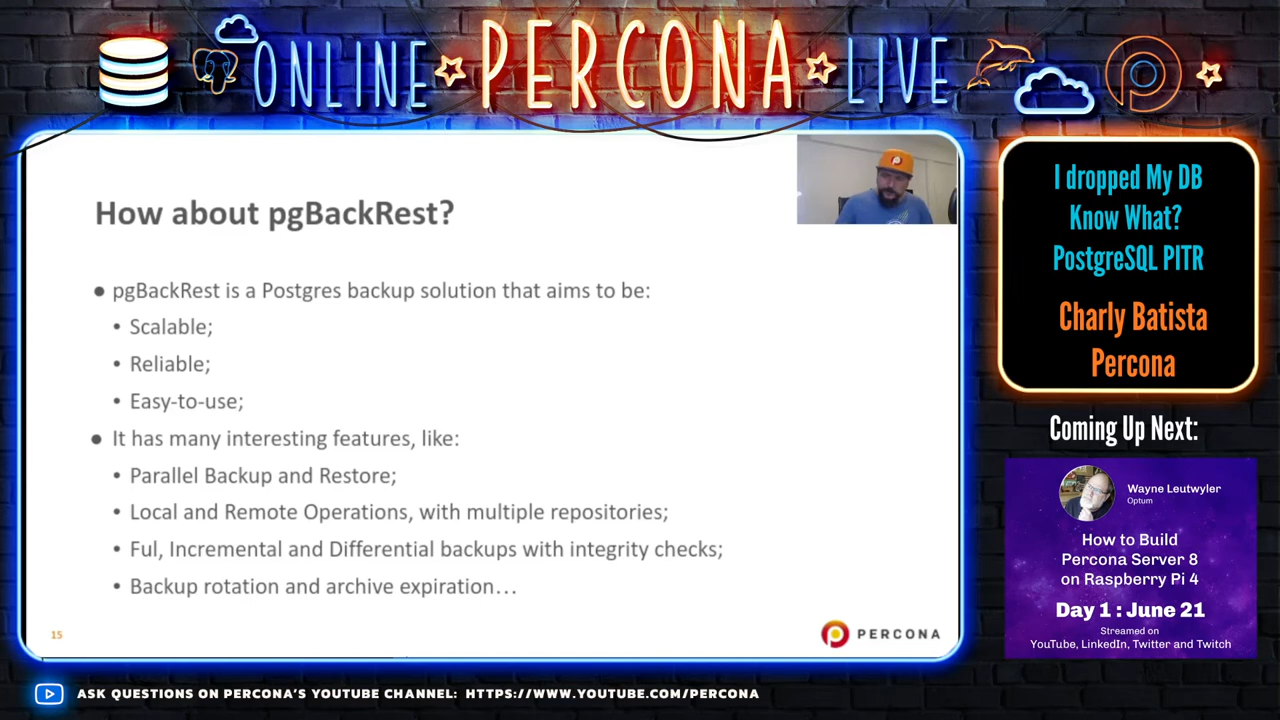 ONLINE PERCONA LIVE
How about pgBackRest?
● pgBackRest is a Postgres backup solution that aims to be:
• Scalable;
• Reliable;
• Easy-to-use;
● It has many interesting features, like:
• Parallel Backup and Restore;
• Local and Remote Operations, with multiple repositories;
• Ful, Incremental and Differential backups with integrity checks;
• Backup rotation and archive expiration…
15
PERCONA
I dropped My DB
Know What?
PostgreSQL PITR
Charly Batista
Percona
Coming Up Next:
Wayne Leutwyler
Optum
How to Build
Percona Server 8
on Raspberry Pi 4
Day 1 : June 21
Streamed on
YouTube, LinkedIn, Twitter and Twitch
ASK QUESTIONS ON PERCONA'S YOUTUBE CHANNEL: HTTPS://WWW.YOUTUBE.COM/PERCONA